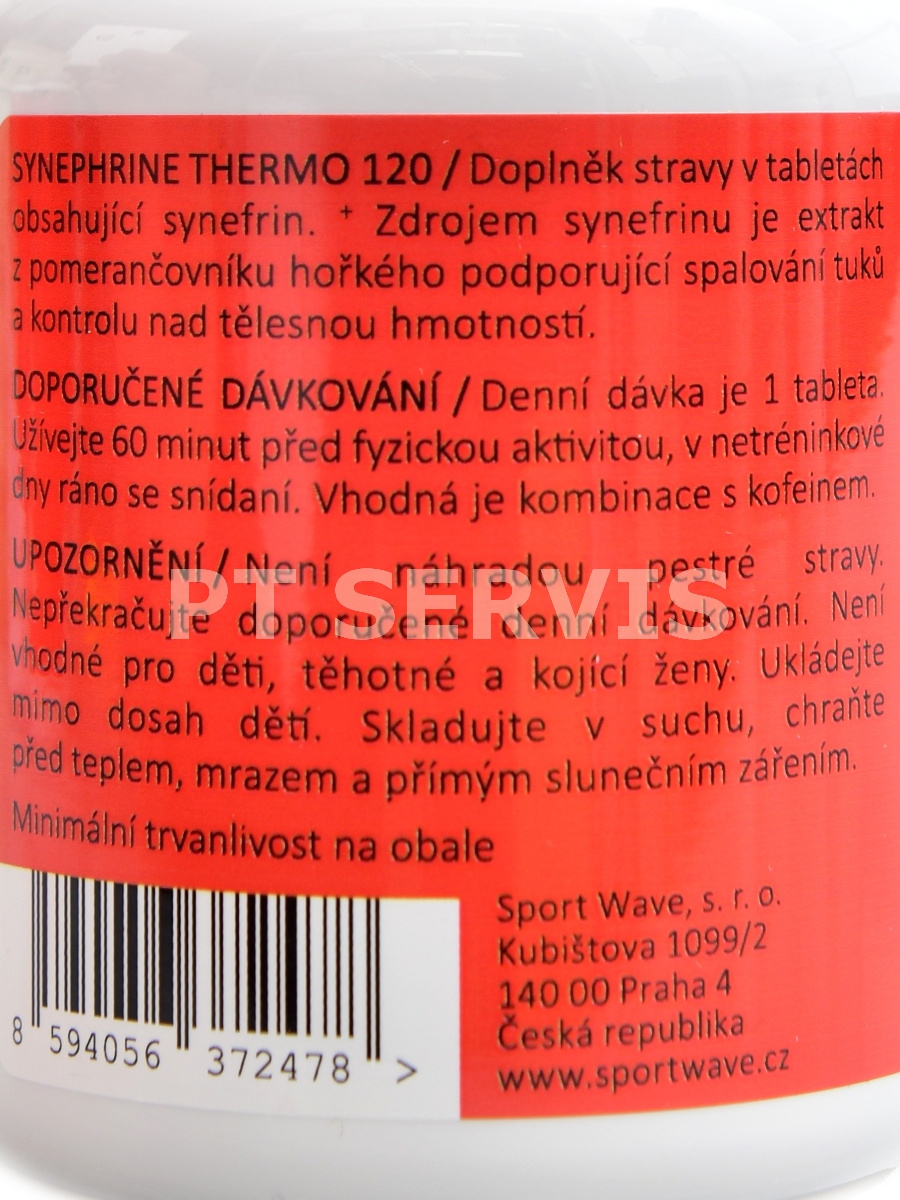 SYNEPHRINE THERMO 120 / Doplněk stravy v tabletách
obsahující synefrin. + Zdrojem synefrinu je extrakt
z pomerančovníku hořkého podporující spalování tuků
a kontrolu nad tělesnou hmotností.
DOPORUČENÉ DÁVKOVÁNÍ / Denní dávka je 1 tableta.
Užívejte 60 minut před fyzickou aktivitou, v netréninkové
dny ráno se snídaní. Vhodná je kombinace s kofeinem.
UPOZORNĚNÍ / Není náhradou pestré stravy.
PT SERVIS
Nepřekračujte doporučené denní dávkování. Není
vhodné pro děti, těhotné a kojící ženy. Ukládejte
mimo dosah dětí. Skladujte v suchu, chraňte
před teplem, mrazem a přímým slunečním zářením.
Minimální trvanlivost na obale
8 594056 372478 >
Sport Wave, s. r. o.
Kubištova 1099/2
140 00 Praha 4
Česká republika
www.sportwave.cz